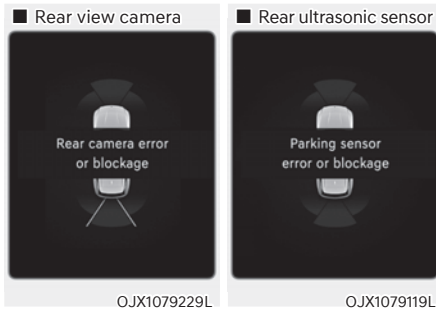 ■ Rear view camera
Rear camera error
or blockage
OJX1079229L
■ Rear ultrasonic sensor
Parking sensor
error or blockage
OJX1079119L